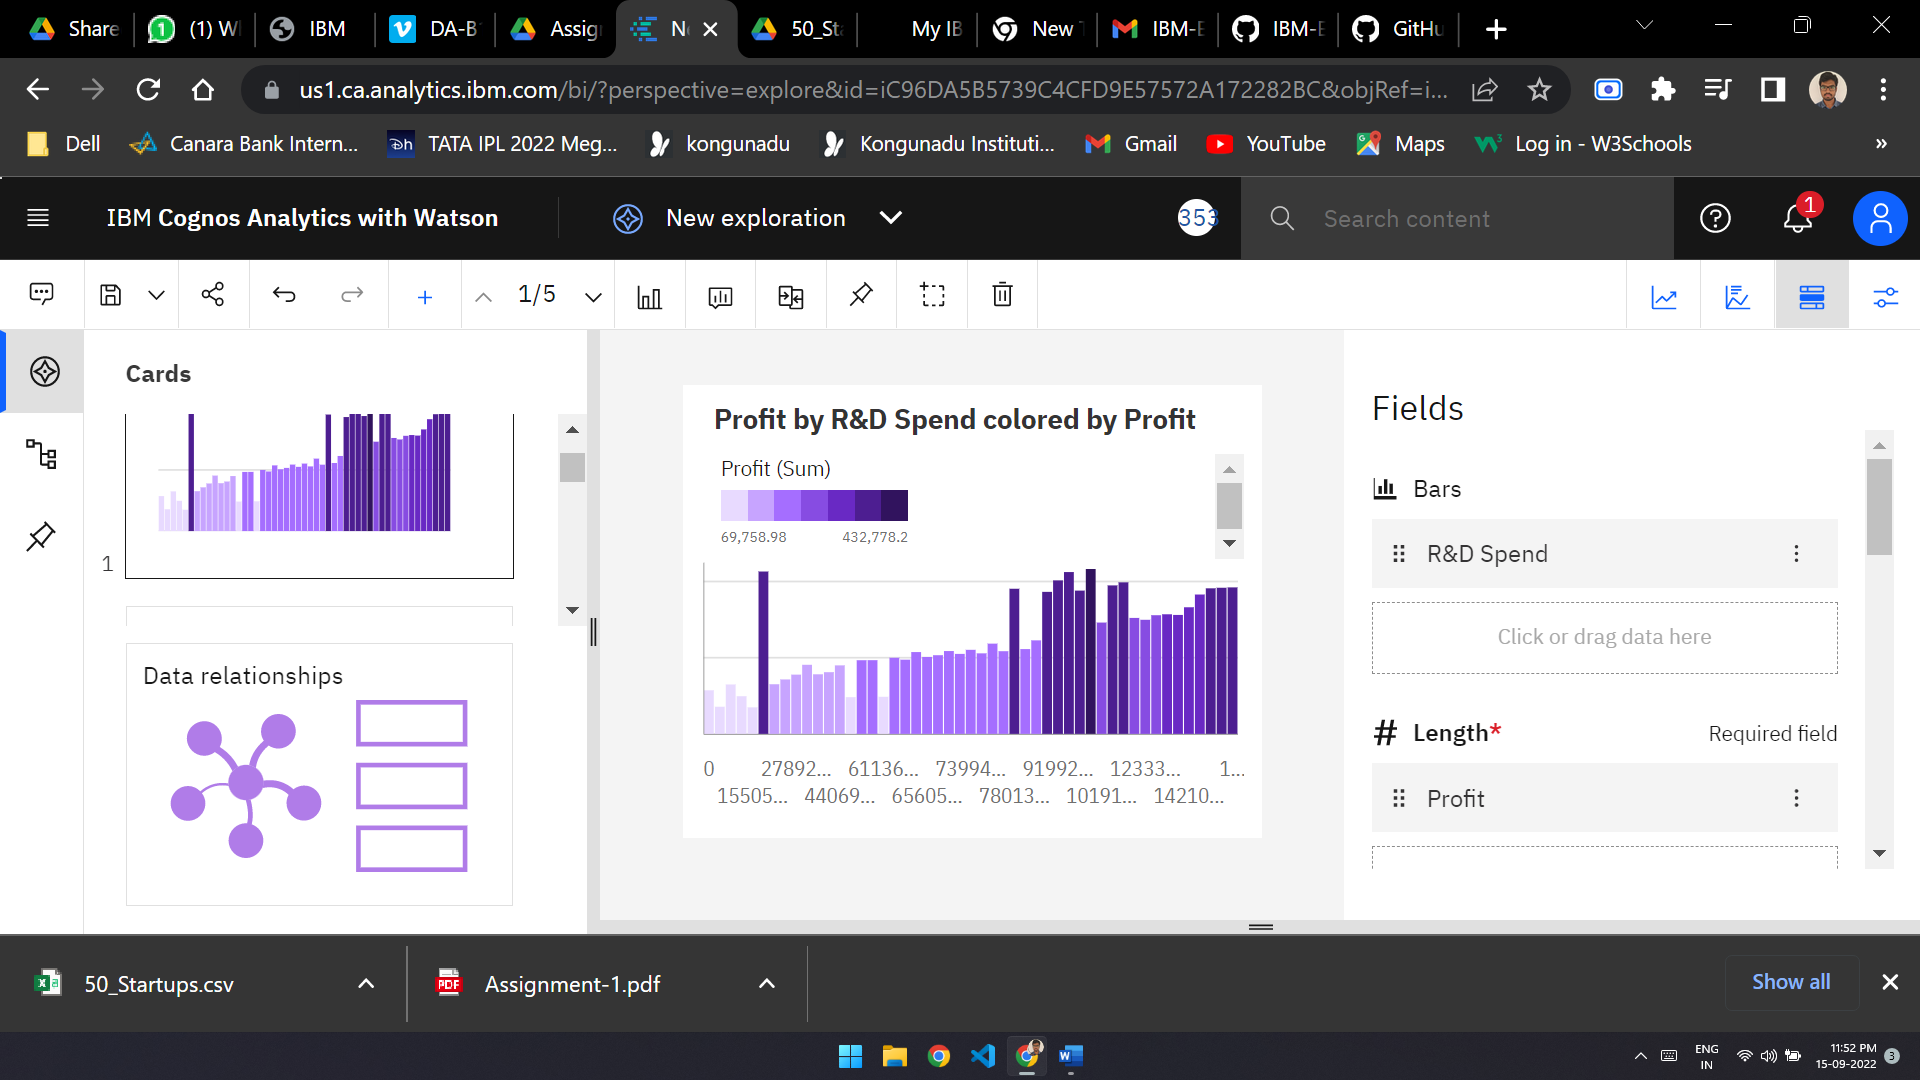 Share
(1) W
IBM
DA-B
Assig
N
50_Sta
My IB
New T
IBM-E
IBM-E
GitHu
us1.ca.analytics.ibm.com/bi/?perspective=explore&id=iC96DA5B5739C4CFD9E57572A172282BC&objRef=i...
Dell
Canara Bank Intern...
TATA IPL 2022 Meg...
kongunadu
Kongunadu Instituti...
Gmail
YouTube
Maps
Log in - W3Schools
»
IBM Cognos Analytics with Watson
New exploration
353
Search content
1
1/5
Cards
1
Data relationships
Profit by R&D Spend colored by Profit
Profit (Sum)
69,758.98 432,778.2
0 27892... 61136... 73994... 91992... 12333... 1...
15505... 44069... 65605... 78013... 10191... 14210...
Fields
Bars
R&D Spend
Click or drag data here
# Length* Required field
Profit
50_Startups.csv
PDF
Assignment-1.pdf
Show all
ENG
IN
11:52 PM
15-09-2022
3